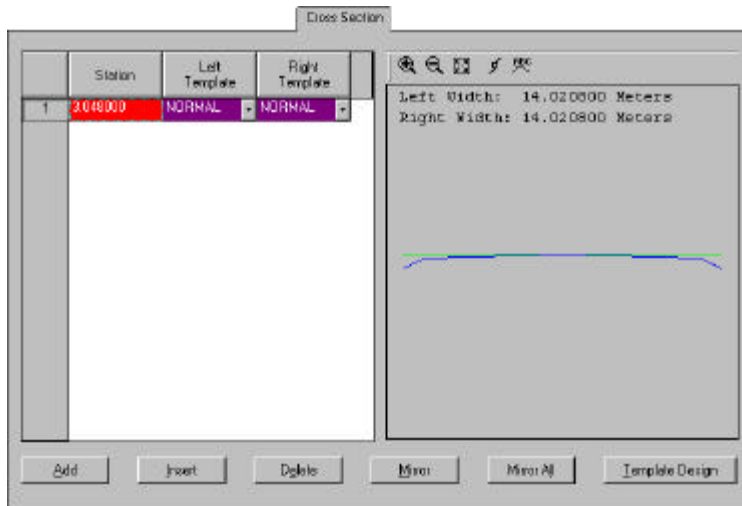 Cross Section
Station
Left Template
Right Template
1 3.048000 NORMAL NORMAL
Left Width: 14.020800 Meters
Right Width: 14.020800 Meters
Add
Insert
Delete
Mirror
Mirror All
Template Design